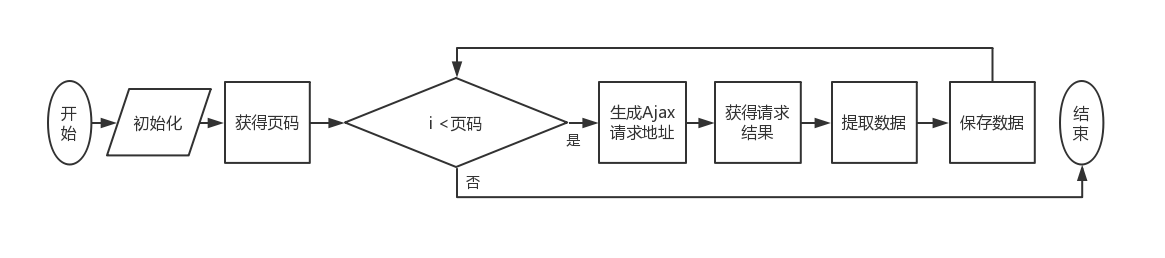 开
始
初始化
获得页码
i <页码
是
否
生成Ajax
请求地址
获得请求
结果
提取数据
保存数据
结
束